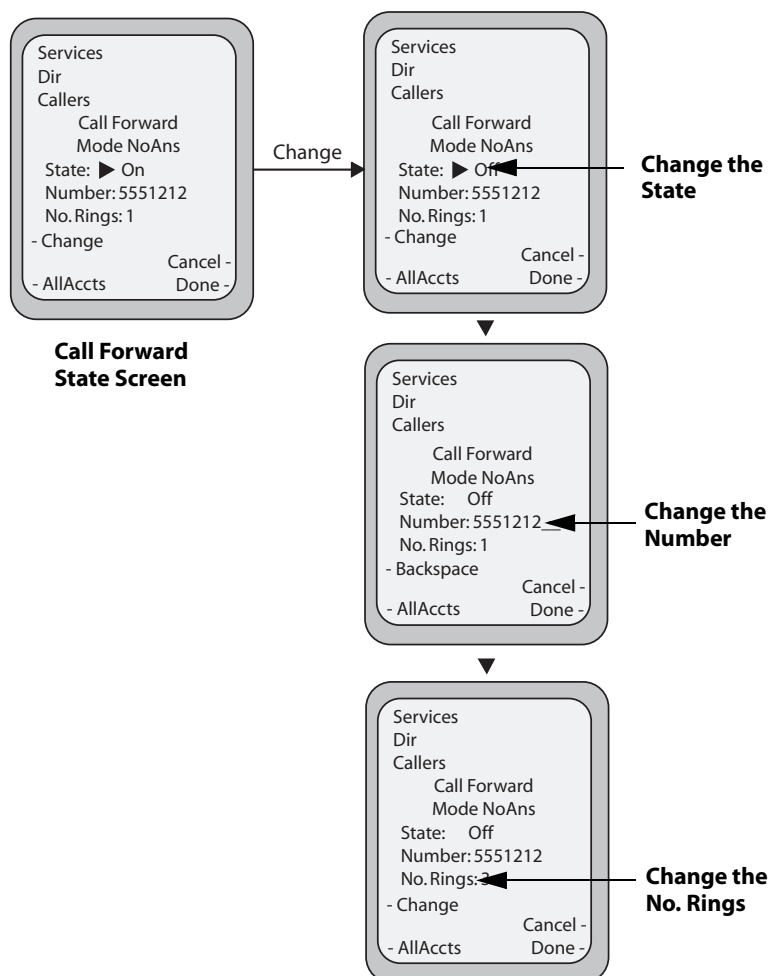 Services
Dir
Callers
Call Forward
Mode NoAns
State: ▶ On
Number: 5551212
No. Rings: 1
- Change
Cancel -
- AllAccts Done -
Call Forward
State Screen
Change
Services
Dir
Callers
Call Forward
Mode NoAns
State: ▶ Off
Number: 5551212
No. Rings: 1
- Change
Cancel -
- AllAccts Done -
Change the
State
Services
Dir
Callers
Call Forward
Mode NoAns
State: Off
Number: 5551212__
No. Rings: 1
- Backspace
Cancel -
- AllAccts Done -
Change the
Number
Services
Dir
Callers
Call Forward
Mode NoAns
State: Off
Number: 5551212
No. Rings: 3
- Change
Cancel -
- AllAccts Done -
Change the
No. Rings